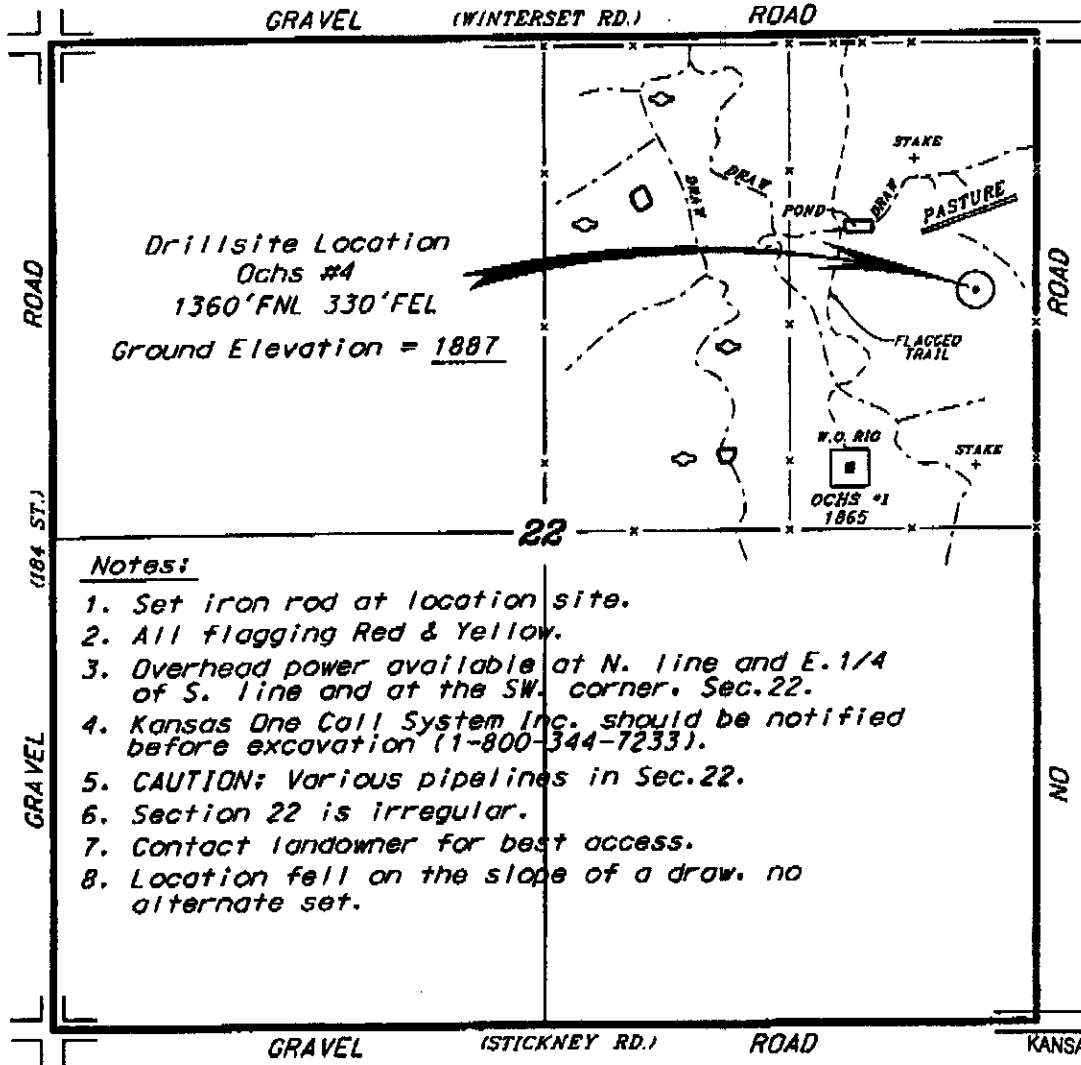 GRAVEL (WINTERSET RD.) ROAD
STAKE
DRAW
DRAW
DRAW
POND
PASTURE
Drillsite Location
Ochs #4
1360'FNL 330'FEL
Ground Elevation = 1887
ROAD
ROAD
FLAGGED
TRAIL
W.O. RIG
STAKE
OCHS #1
1865
22
(184 ST.)
Notes:
1. Set iron rod at location site.
2. All flagging Red & Yellow.
3. Overhead power available at N. line and E.1/4
of S. line and at the SW. corner. Sec.22.
4. Kansas One Call System Inc. should be notified
before excavation (1-800-344-7233).
5. CAUTION: Various pipelines in Sec.22.
6. Section 22 is irregular.
7. Contact landowner for best access.
8. Location fell on the slope of a draw. no
alternate set.
GRAVEL
NO
GRAVEL (STICKNEY RD.) ROAD
KANSA